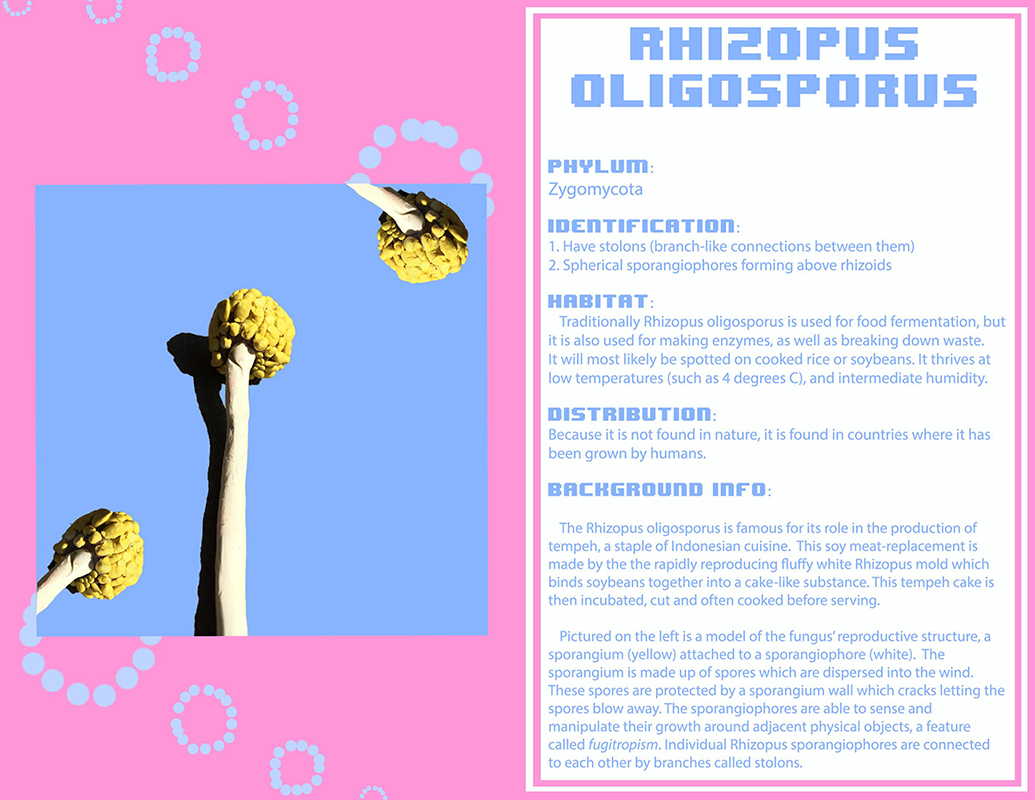 RHIZOPUS
OLIGOSPORUS
PHYLUM:
Zygomycota
IDENTIFICATION:
1. Have stolons (branch-like connections between them)
2. Spherical sporangiophores forming above rhizoids
HABITAT:
Traditionally Rhizopus oligosporus is used for food fermentation, but
it is also used for making enzymes, as well as breaking down waste.
It will most likely be spotted on cooked rice or soybeans. It thrives at
low temperatures (such as 4 degrees C), and intermediate humidity.
DISTRIBUTION:
Because it is not found in nature, it is found in countries where it has
been grown by humans.
BACKGROUND INFO:
The Rhizopus oligosporus is famous for its role in the production of
tempeh, a staple of Indonesian cuisine. This soy meat-replacement is
made by the the rapidly reproducing fluffy white Rhizopus mold which
binds soybeans together into a cake-like substance. This tempeh cake is
then incubated, cut and often cooked before serving.
Pictured on the left is a model of the fungus' reproductive structure, a
sporangium (yellow) attached to a sporangiophore (white). The
sporangium is made up of spores which are dispersed into the wind.
These spores are protected by a sporangium wall which cracks letting the
spores blow away. The sporangiophores are able to sense and
manipulate their growth around adjacent physical objects, a feature
called fugitropism. Individual Rhizopus sporangiophores are connected
to each other by branches called stolons.